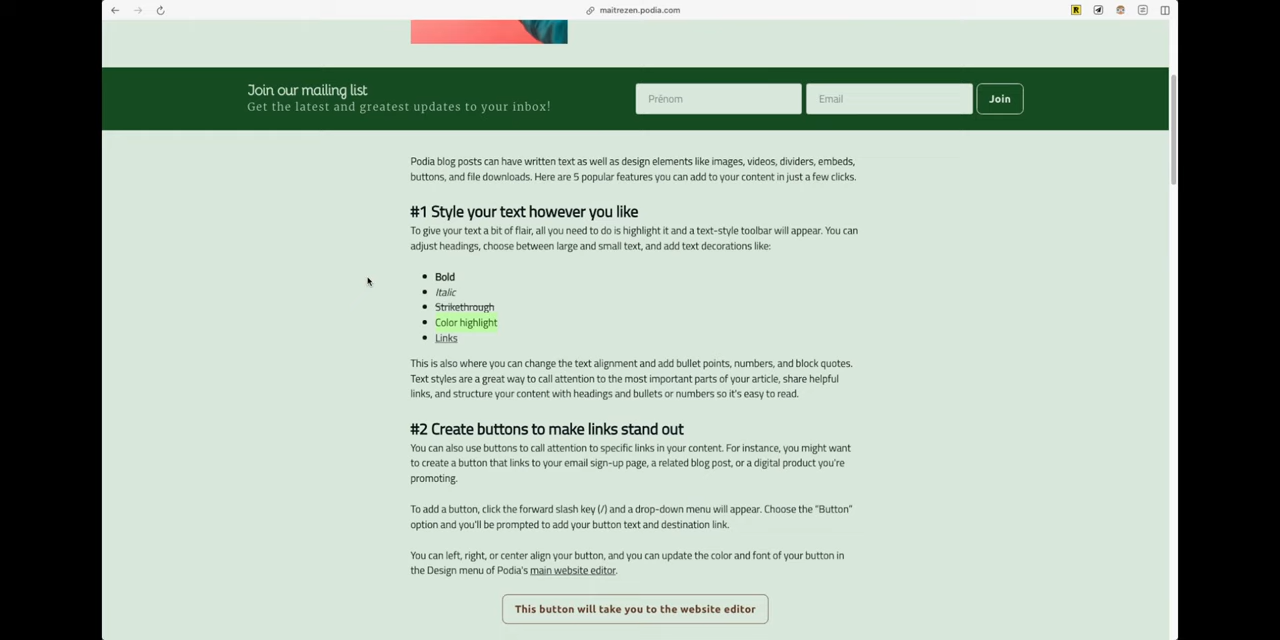 maitrezen.podia.com
Join our mailing list
Get the latest and greatest updates to your inbox!
Prénom
Email
Join
Podia blog posts can have written text as well as design elements like images, videos, dividers, embeds,
buttons, and file downloads. Here are 5 popular features you can add to your content in just a few clicks.
#1 Style your text however you like
To give your text a bit of flair, all you need to do is highlight it and a text-style toolbar will appear. You can
adjust headings, choose between large and small text, and add text decorations like:
Bold
Italic
Strikethrough
Color highlight
Links
This is also where you can change the text alignment and add bullet points, numbers, and block quotes.
Text styles are a great way to call attention to the most important parts of your article, share helpful
links, and structure your content with headings and bullets or numbers so it's easy to read.
#2 Create buttons to make links stand out
You can also use buttons to call attention to specific links in your content. For instance, you might want
to create a button that links to your email sign-up page, a related blog post, or a digital product you're
promoting.
To add a button, click the forward slash key (/) and a drop-down menu will appear. Choose the “Button”
option and you'll be prompted to add your button text and destination link.
You can left, right, or center align your button, and you can update the color and font of your button in
the Design menu of Podia's main website editor.
This button will take you to the website editor